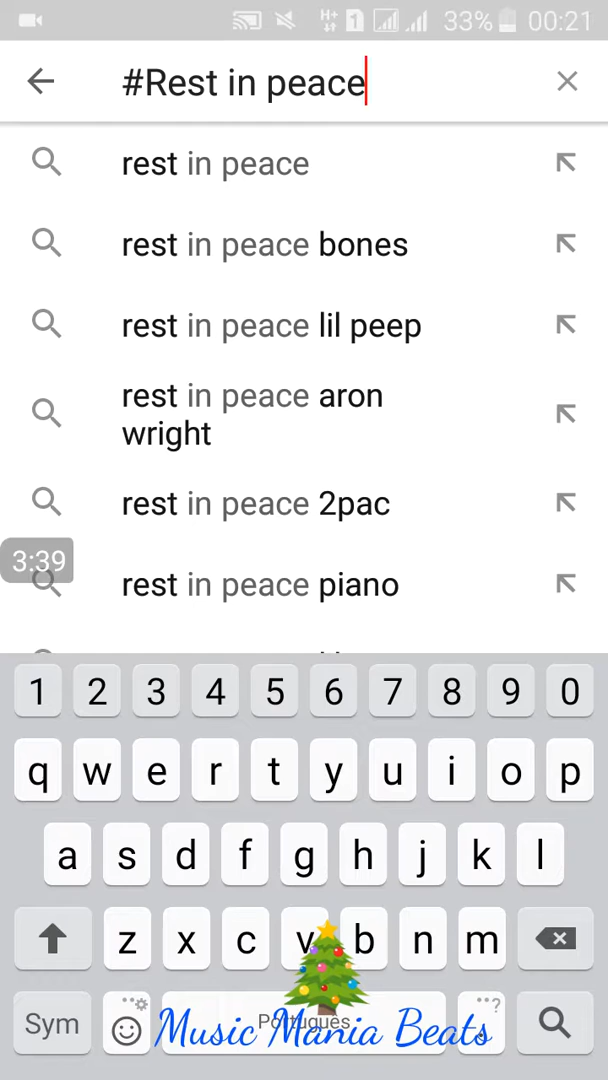 H+ 1 33% 00:21
#Rest in peace
rest in peace
rest in peace bones
rest in peace lil peep
rest in peace aron
wright
rest in peace 2pac
3:39
rest in peace piano
1 2 3 4 5 6 7 8 9 0
q w e r t y u i o p
a s d f g h j k l
z x c v b n m
Sym Português ?
Music Mania Beats